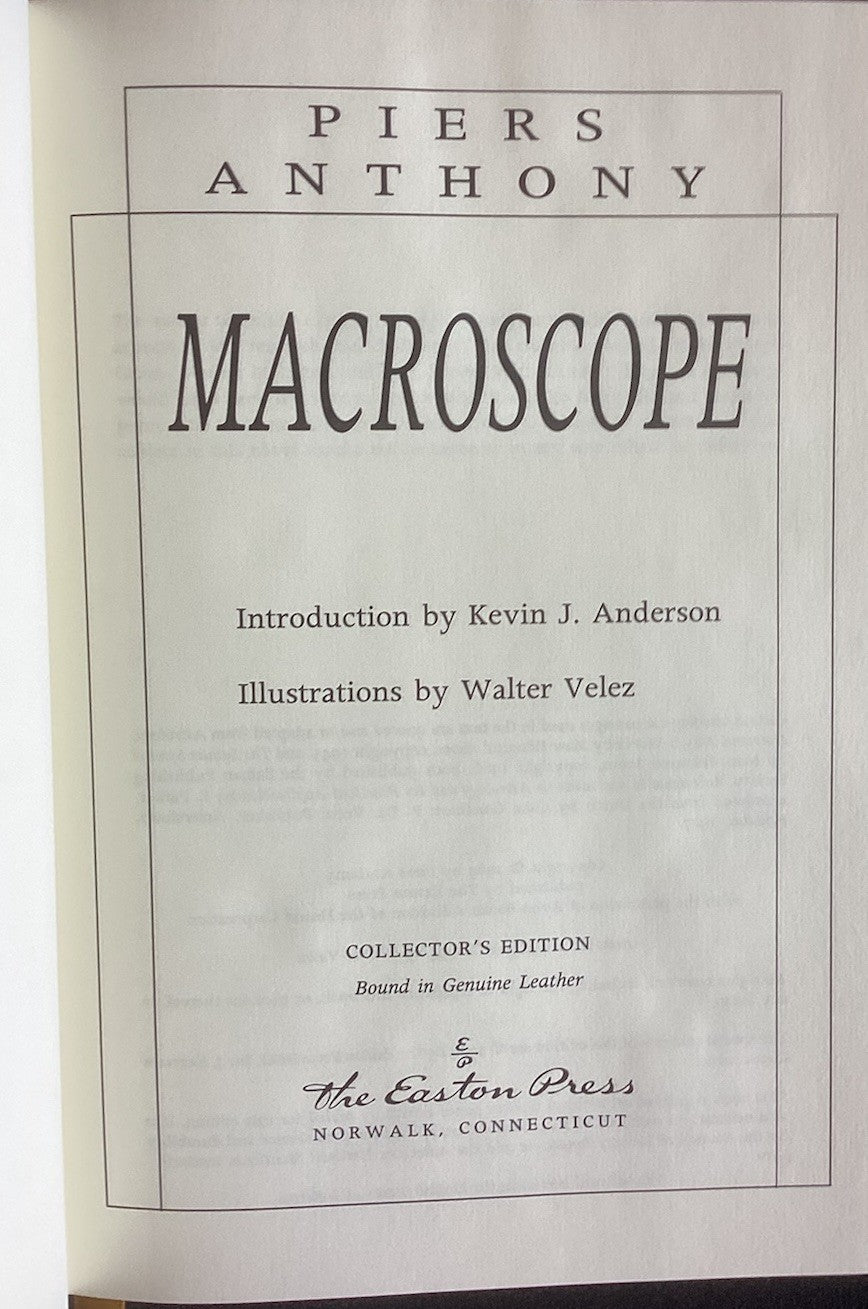 PIERS
ANTHONY
MACROSCOPE
Introduction by Kevin J. Anderson
Illustrations by Walter Velez
COLLECTOR'S EDITION
Bound in Genuine Leather
E
P
The Easton Press
NORWALK, CONNECTICUT